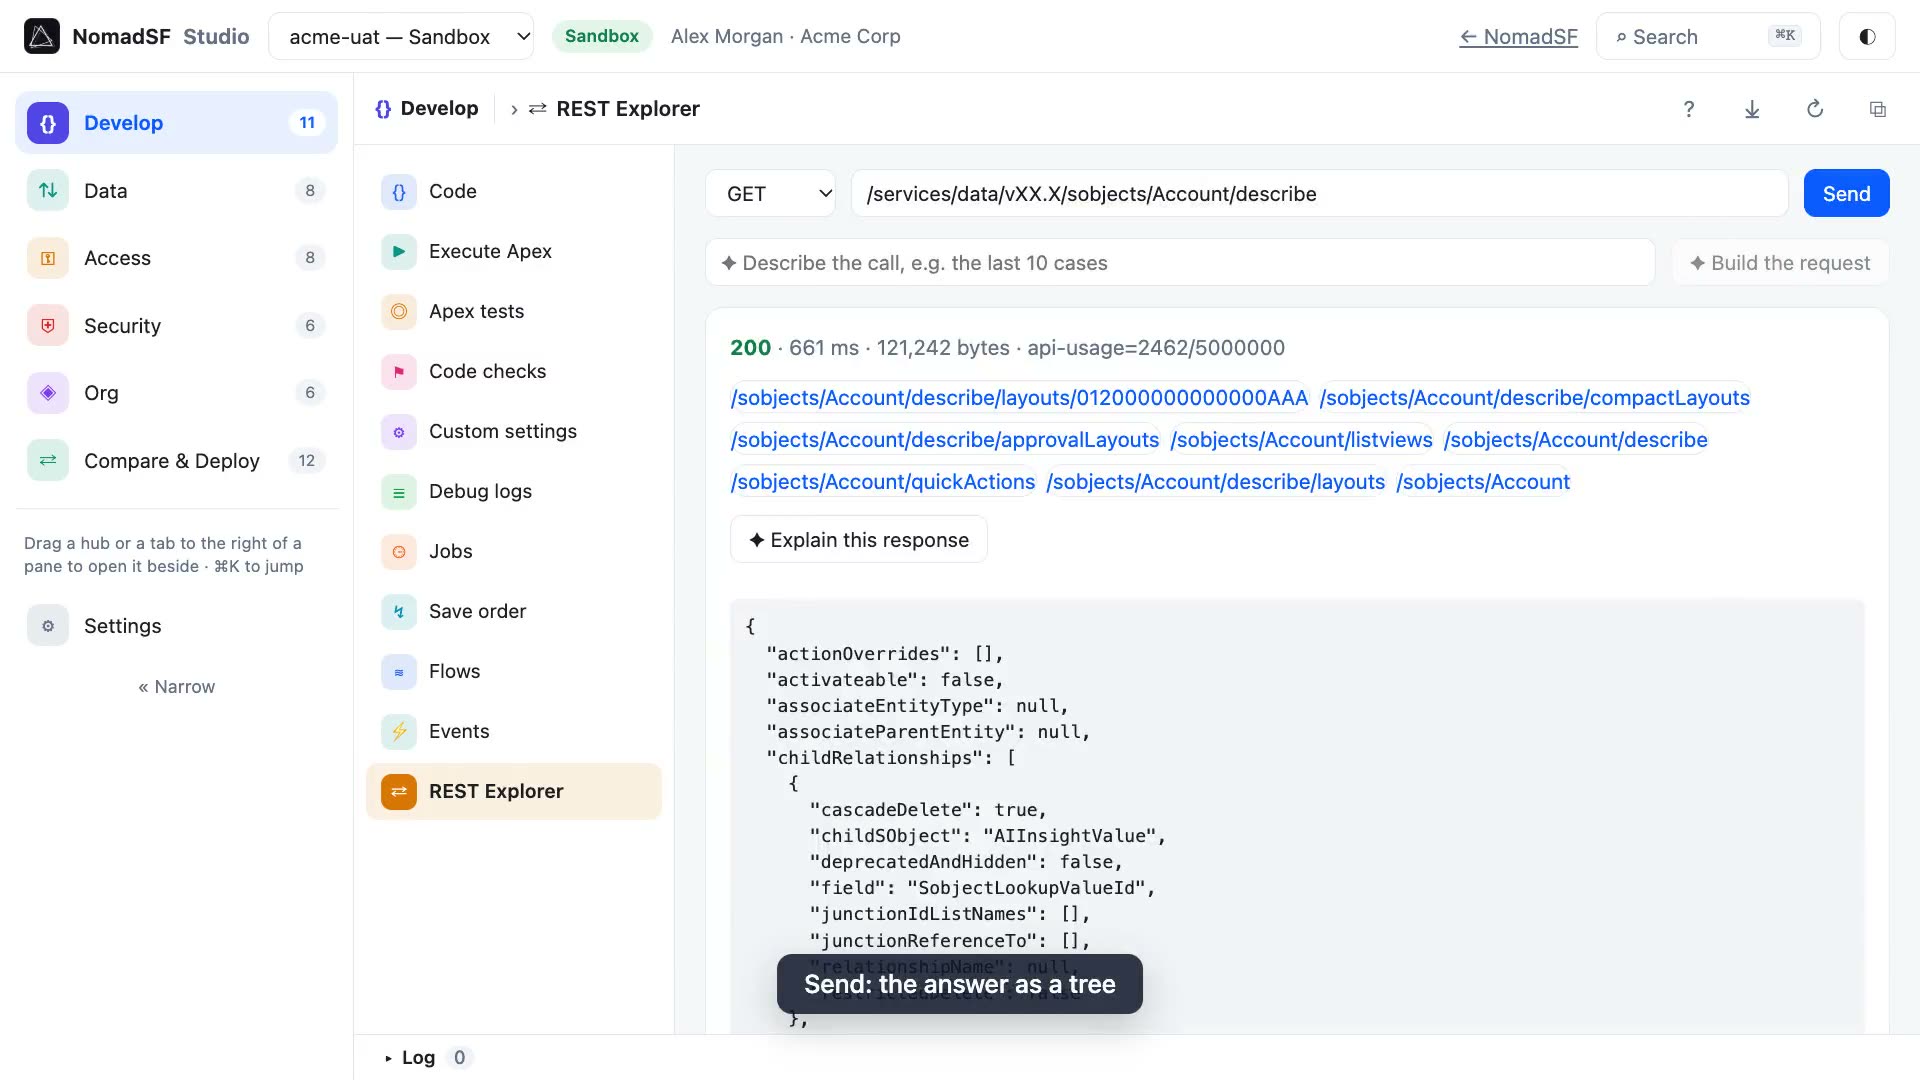 NomadSF Studio
acme-uat — Sandbox
Sandbox
Alex Morgan · Acme Corp
← NomadSF
Search ⌘K
Develop 11
Data 8
Access 8
Security 6
Org 6
Compare & Deploy 12
Drag a hub or a tab to the right of a
pane to open it beside · ⌘K to jump
Settings
« Narrow
{} Develop › ⇄ REST Explorer
?
Code
Execute Apex
Apex tests
Code checks
Custom settings
Debug logs
Jobs
Save order
Flows
Events
REST Explorer
GET
/services/data/vXX.X/sobjects/Account/describe
Send
✦ Describe the call, e.g. the last 10 cases
✦ Build the request
200 · 661 ms · 121,242 bytes · api-usage=2462/5000000
/sobjects/Account/describe/layouts/012000000000000AAA /sobjects/Account/describe/compactLayouts
/sobjects/Account/describe/approvalLayouts /sobjects/Account/listviews /sobjects/Account/describe
/sobjects/Account/quickActions /sobjects/Account/describe/layouts /sobjects/Account
✦ Explain this response
{
"actionOverrides": [],
"activateable": false,
"associateEntityType": null,
"associateParentEntity": null,
"childRelationships": [
{
"cascadeDelete": true,
"childSObject": "AIInsightValue",
"deprecatedAndHidden": false,
"field": "SobjectLookupValueId",
"junctionIdListNames": [],
"junctionReferenceTo": [],
"relationshipName": null,
Send: the answer as a tree
},
▸ Log 0